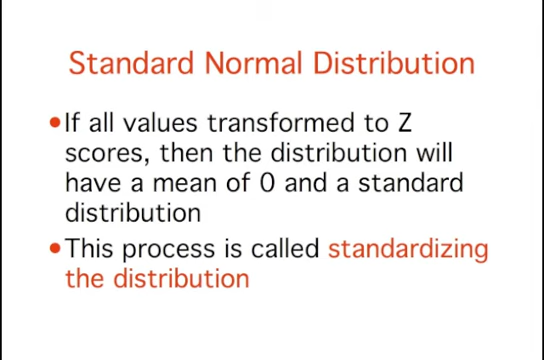 Standard Normal Distribution
•If all values transformed to Z
scores, then the distribution will
have a mean of 0 and a standard
distribution
•This process is called standardizing
the distribution